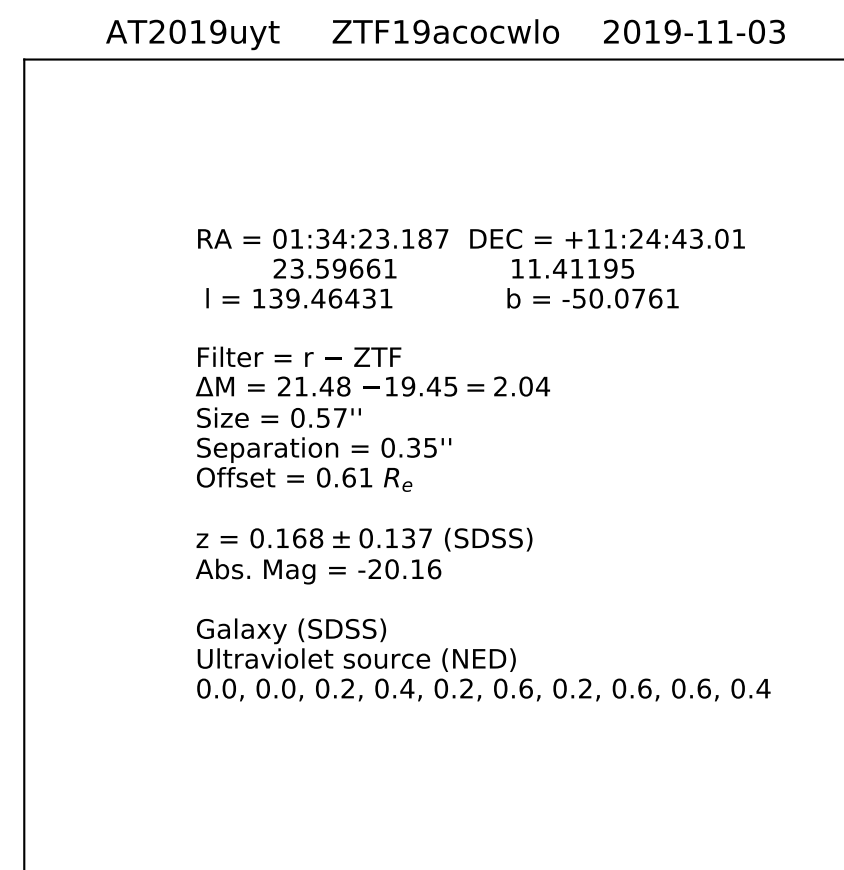 AT2019uyt ZTF19acocwlo 2019-11-03
RA = 01:34:23.187 DEC = +11:24:43.01
23.59661 11.41195
l = 139.46431 b = -50.0761
Filter = r − ZTF
ΔM = 21.48 −19.45 = 2.04
Size = 0.57''
Separation = 0.35''
Offset = 0.61 Rₑ
z = 0.168 ± 0.137 (SDSS)
Abs. Mag = -20.16
Galaxy (SDSS)
Ultraviolet source (NED)
0.0, 0.0, 0.2, 0.4, 0.2, 0.6, 0.2, 0.6, 0.6, 0.4